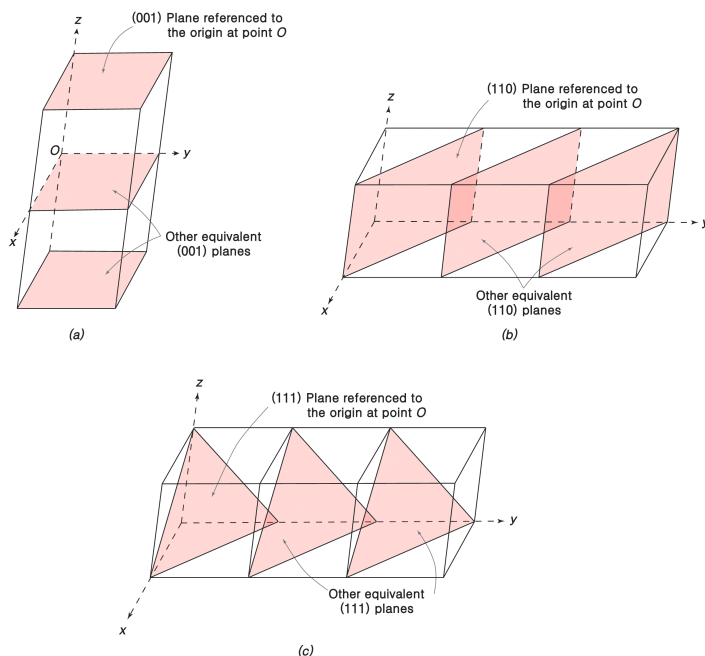 z
(001) Plane referenced to
the origin at point O
O
y
x
Other equivalent
(001) planes
(a)
z
(110) Plane referenced to
the origin at point O
y
Other equivalent
(110) planes
x
(b)
z
(111) Plane referenced to
the origin at point O
y
Other equivalent
(111) planes
x
(c)